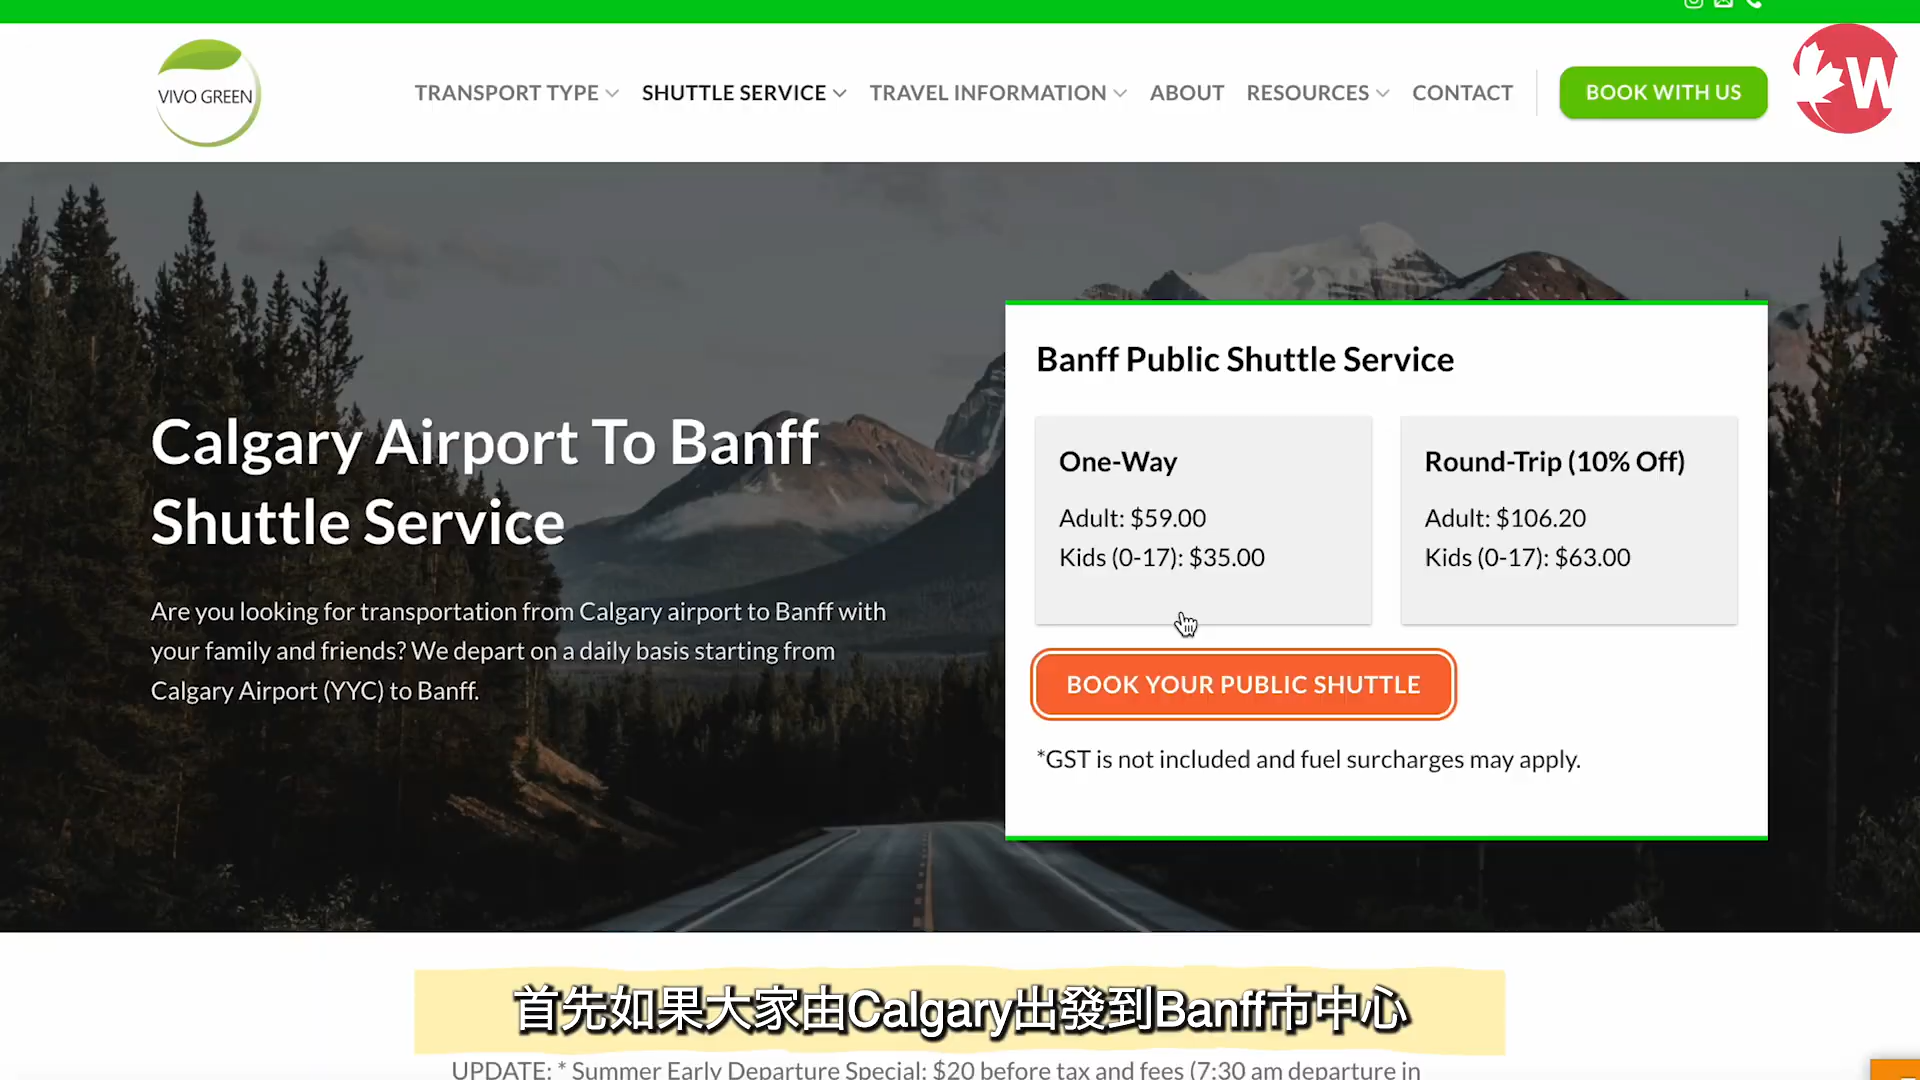 VIVO GREEN
TRANSPORT TYPE
SHUTTLE SERVICE
TRAVEL INFORMATION
ABOUT
RESOURCES
CONTACT
BOOK WITH US
W
Calgary Airport To Banff
Shuttle Service
Are you looking for transportation from Calgary airport to Banff with
your family and friends? We depart on a daily basis starting from
Calgary Airport (YYC) to Banff.
Banff Public Shuttle Service
One-Way
Adult: $59.00
Kids (0-17): $35.00
Round-Trip (10% Off)
Adult: $106.20
Kids (0-17): $63.00
BOOK YOUR PUBLIC SHUTTLE
*GST is not included and fuel surcharges may apply.
首先如果大家由Calgary出發到Banff市中心
UPDATE: * Summer Early Departure Special: $20 before tax and fees (7:30 am departure in